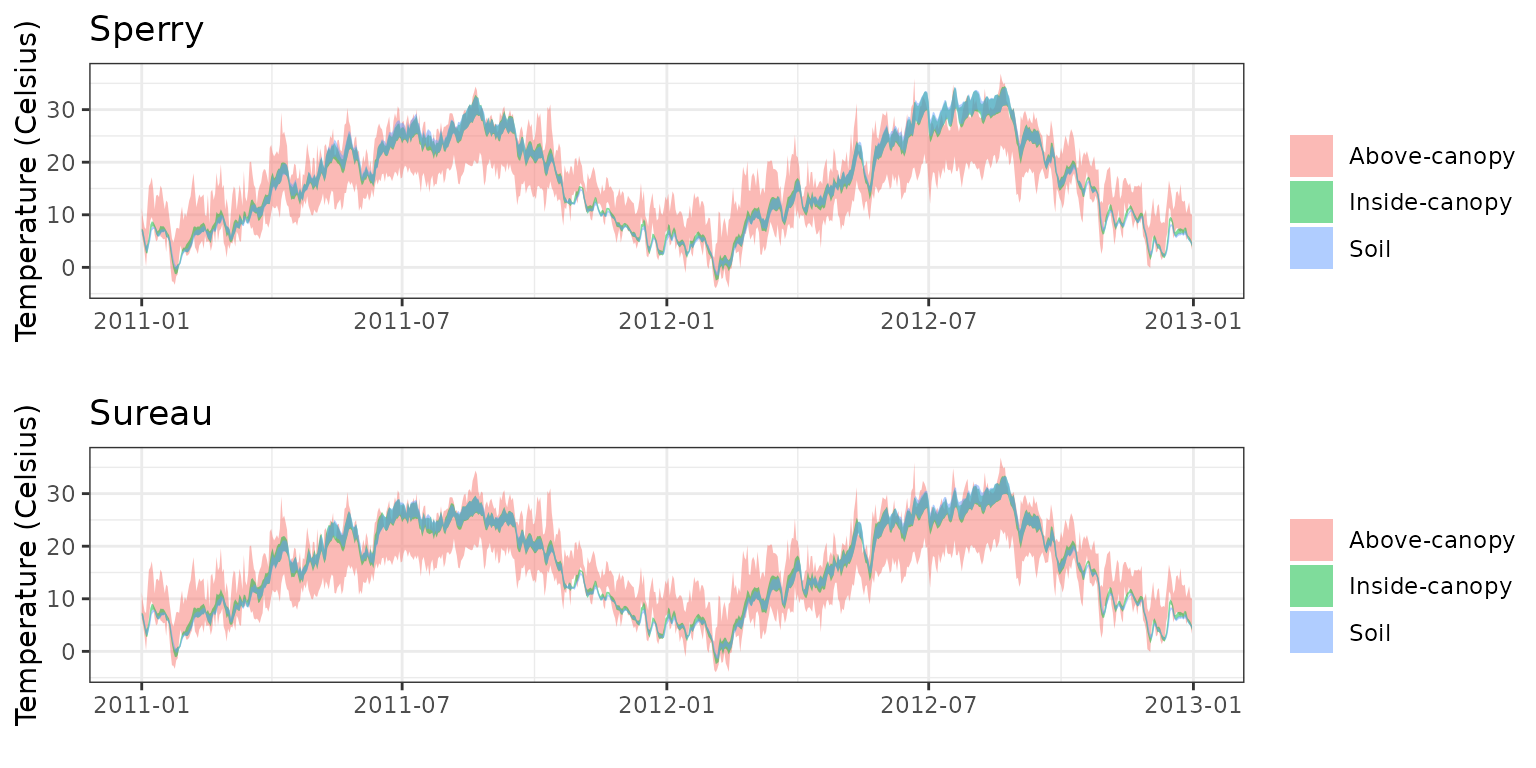 Sperry
Temperature (Celsius)
30
20
10
0
2011-01 2011-07 2012-01 2012-07 2013-01
Above-canopy
Inside-canopy
Soil
Sureau
Temperature (Celsius)
30
20
10
0
2011-01 2011-07 2012-01 2012-07 2013-01
Above-canopy
Inside-canopy
Soil